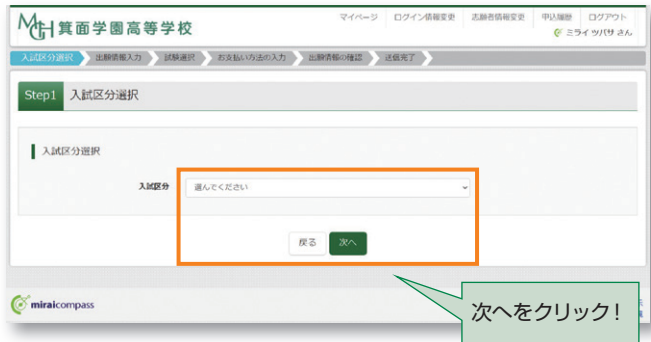 MGH 箕面学園高等学校
マイページ ログイン情報変更 志願者情報変更 申込履歴 ログアウト
ミライ ツバサ さん
入試区分選択 出願情報入力 試験選択 お支払い方法の入力 出願情報の確認 送信完了
Step1 入試区分選択
入試区分選択
入試区分 選んでください
戻る 次へ
miraicompass
次へをクリック!